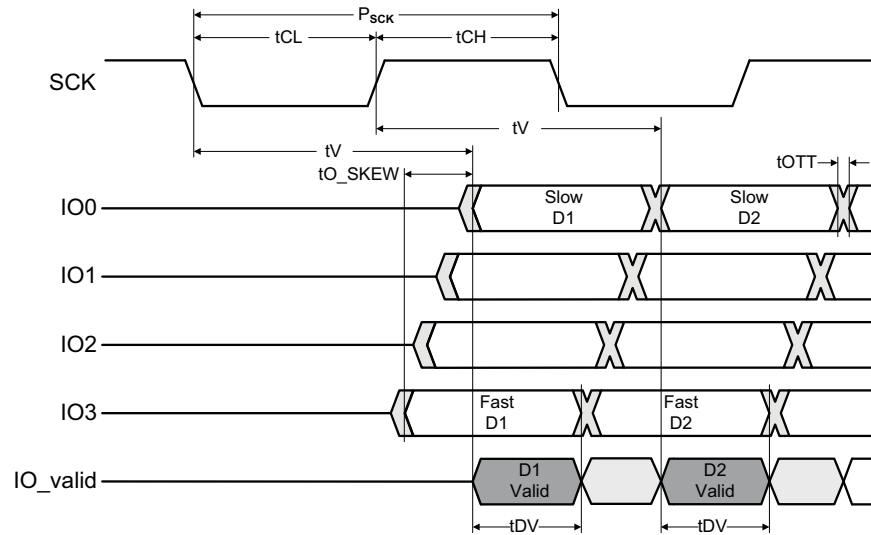 P_SCK
tCL
tCH
SCK
tV
tV
tO_SKEW
tOTT
IO0
Slow
D1
Slow
D2
IO1
IO2
IO3
Fast
D1
Fast
D2
IO_valid
D1
Valid
D2
Valid
tDV
tDV